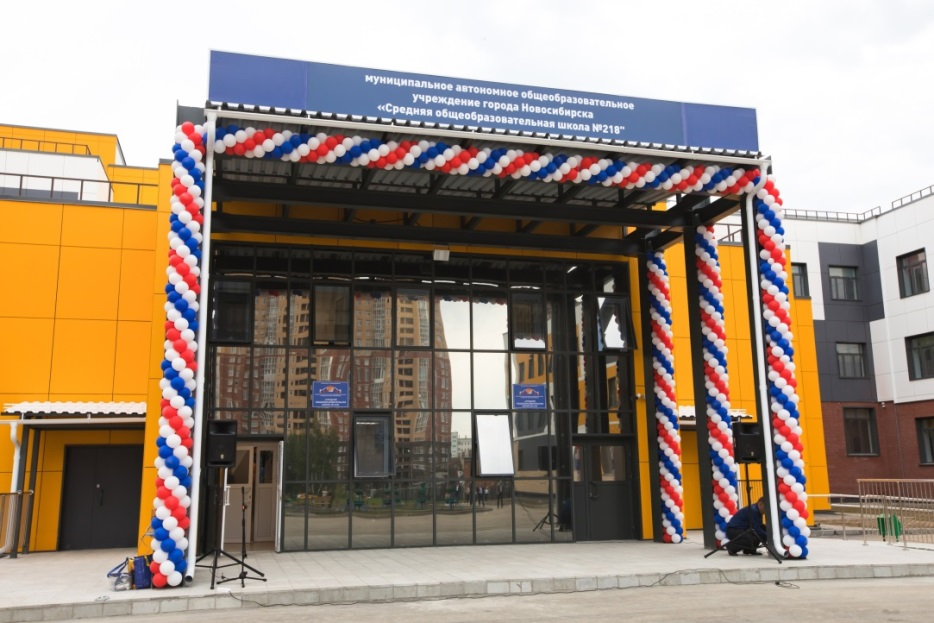 муниципальное автономное общеобразовательное
учреждение города Новосибирска
«Средняя общеобразовательная школа №218"